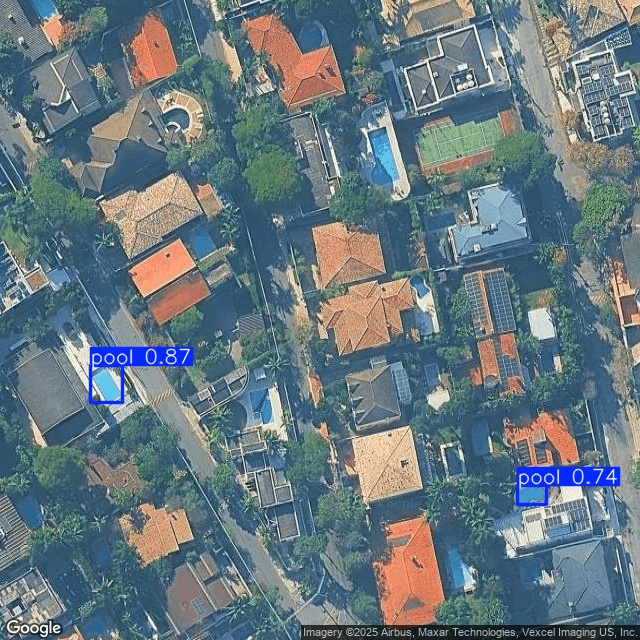 pool 0.87
pool 0.74
Google
Imagery ©2025 Airbus, Maxar Technologies, Vexcel Imaging US, Inc.